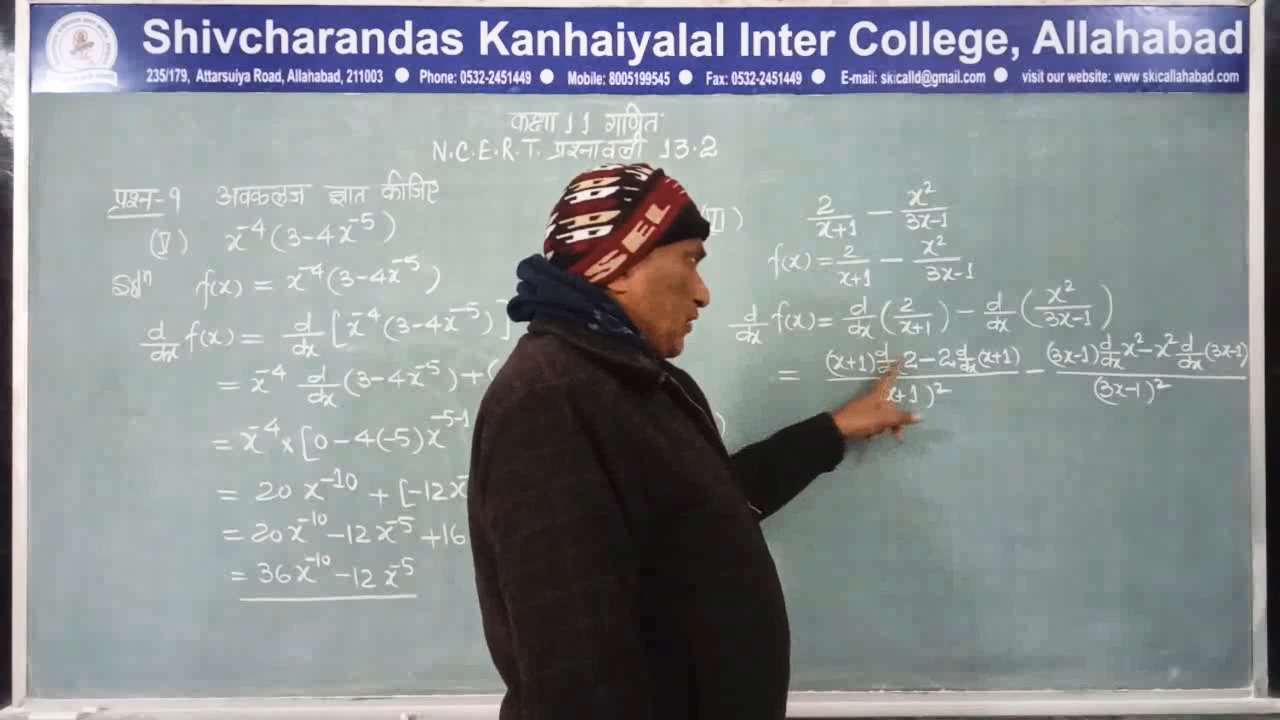 Shivcharandas Kanhaiyalal Inter College, Allahabad
235/179, Attarsuiya Road, Allahabad, 211003 ● Phone: 0532-2451449 ● Mobile: 8005199545 ● Fax: 0532-2451449 ● E-mail: skicalld@gmail.com ● visit our website: www.skicallahabad.com
कक्षा 11 गणित
N.C.E.R.T. प्रश्नावली 13.2
प्रश्न-९ अवकलज ज्ञात कीजिए
(V) x⁻⁴(3-4x⁻⁵)
Solⁿ f(x) = x⁻⁴(3-4x⁻⁵)
d/dx f(x) = d/dx [x⁻⁴(3-4x⁻⁵)]
= x⁻⁴ d/dx (3-4x⁻⁵) + (
= x⁻⁴ × [0-4(-5)x⁻⁵⁻¹
= 20x⁻¹⁰ + [-12x
= 20x⁻¹⁰ - 12x⁻⁵ + 16
= 36x⁻¹⁰ - 12x⁻⁵
SEL
(VI) 2/(x+1) - x²/(3x-1)
f(x) = 2/(x+1) - x²/(3x-1)
d/dx f(x) = d/dx (2/(x+1)) - d/dx (x²/(3x-1))
= ((x+1) d/dx 2 - 2 d/dx (x+1))/(x+1)² - ((3x-1) d/dx x² - x² d/dx (3x-1))/(3x-1)²